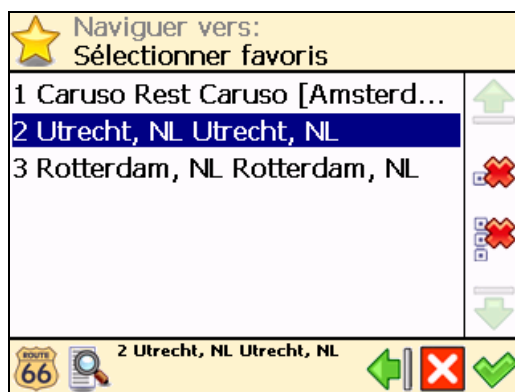 Naviguer vers:
Sélectionner favoris
1 Caruso Rest Caruso [Amsterd...
2 Utrecht, NL Utrecht, NL
3 Rotterdam, NL Rotterdam, NL
ROUTE
66
2 Utrecht, NL Utrecht, NL